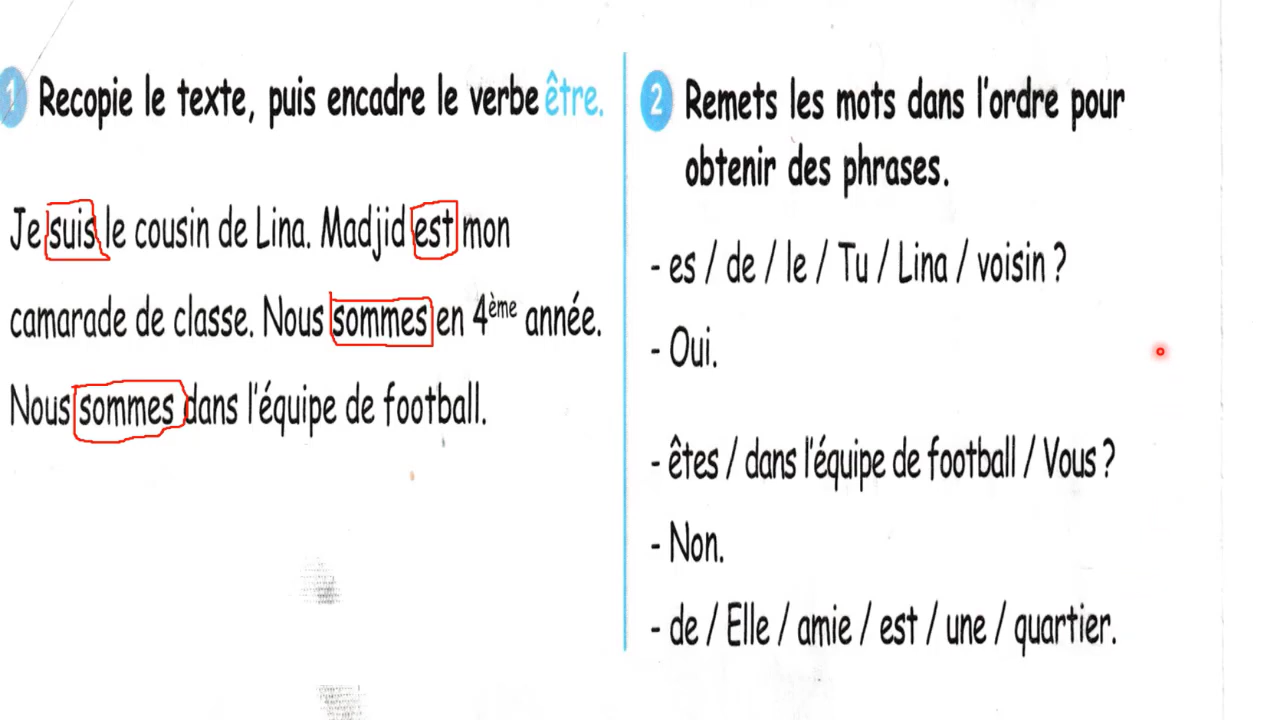 1 Recopie le texte, puis encadre le verbe être.
Je suis le cousin de Lina. Madjid est mon
camarade de classe. Nous sommes en 4ème année.
Nous sommes dans l'équipe de football.
2 Remets les mots dans l'ordre pour
obtenir des phrases.
- es / de / le / Tu / Lina / voisin ?
- Oui.
- êtes / dans l'équipe de football / Vous ?
- Non.
- de / Elle / amie / est / une / quartier.